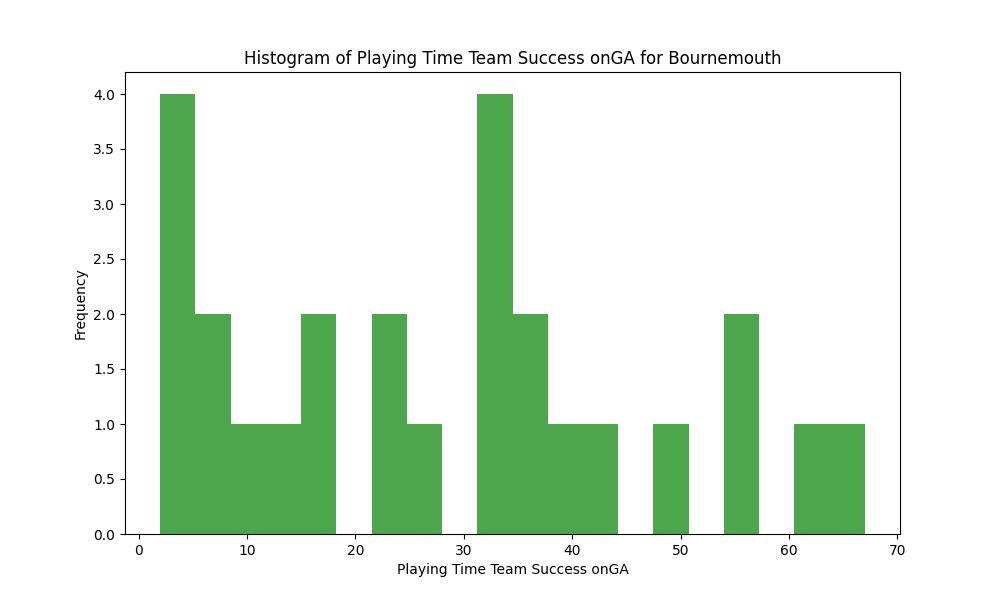 Histogram of Playing Time Team Success onGA for Bournemouth
4.0
3.5
3.0
2.5
2.0
1.5
1.0
0.5
0.0
Frequency
0 10 20 30 40 50 60 70
Playing Time Team Success onGA